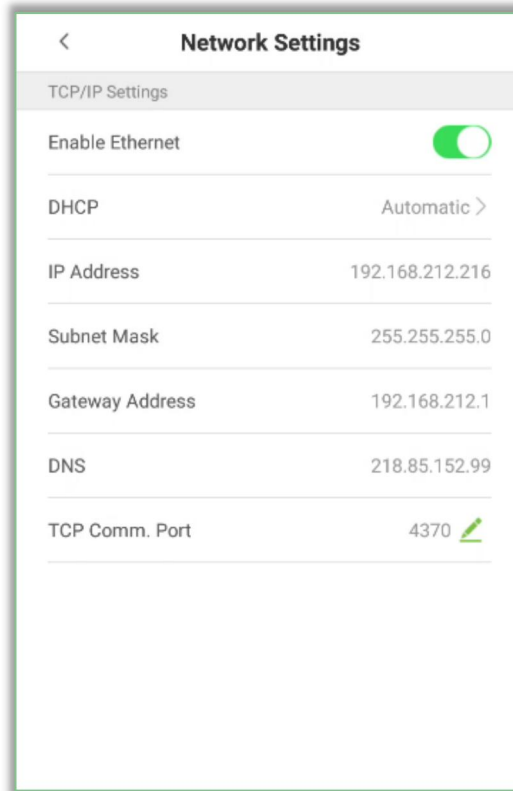 Network Settings
TCP/IP Settings
Enable Ethernet
DHCP Automatic
IP Address 192.168.212.216
Subnet Mask 255.255.255.0
Gateway Address 192.168.212.1
DNS 218.85.152.99
TCP Comm. Port 4370